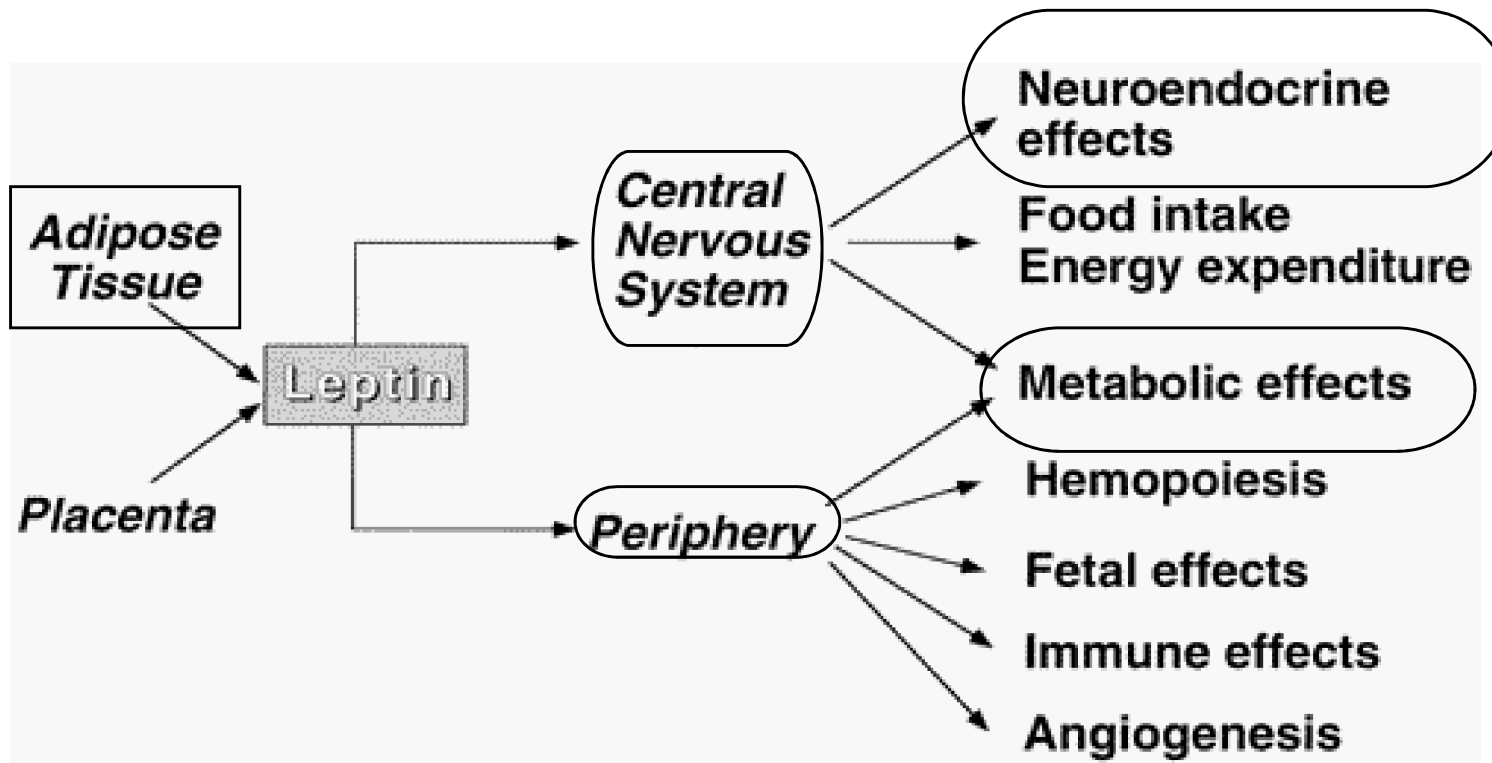 Adipose
Tissue
Placenta
Leptin
Central
Nervous
System
Periphery
Neuroendocrine
effects
Food intake
Energy expenditure
Metabolic effects
Hemopoiesis
Fetal effects
Immune effects
Angiogenesis